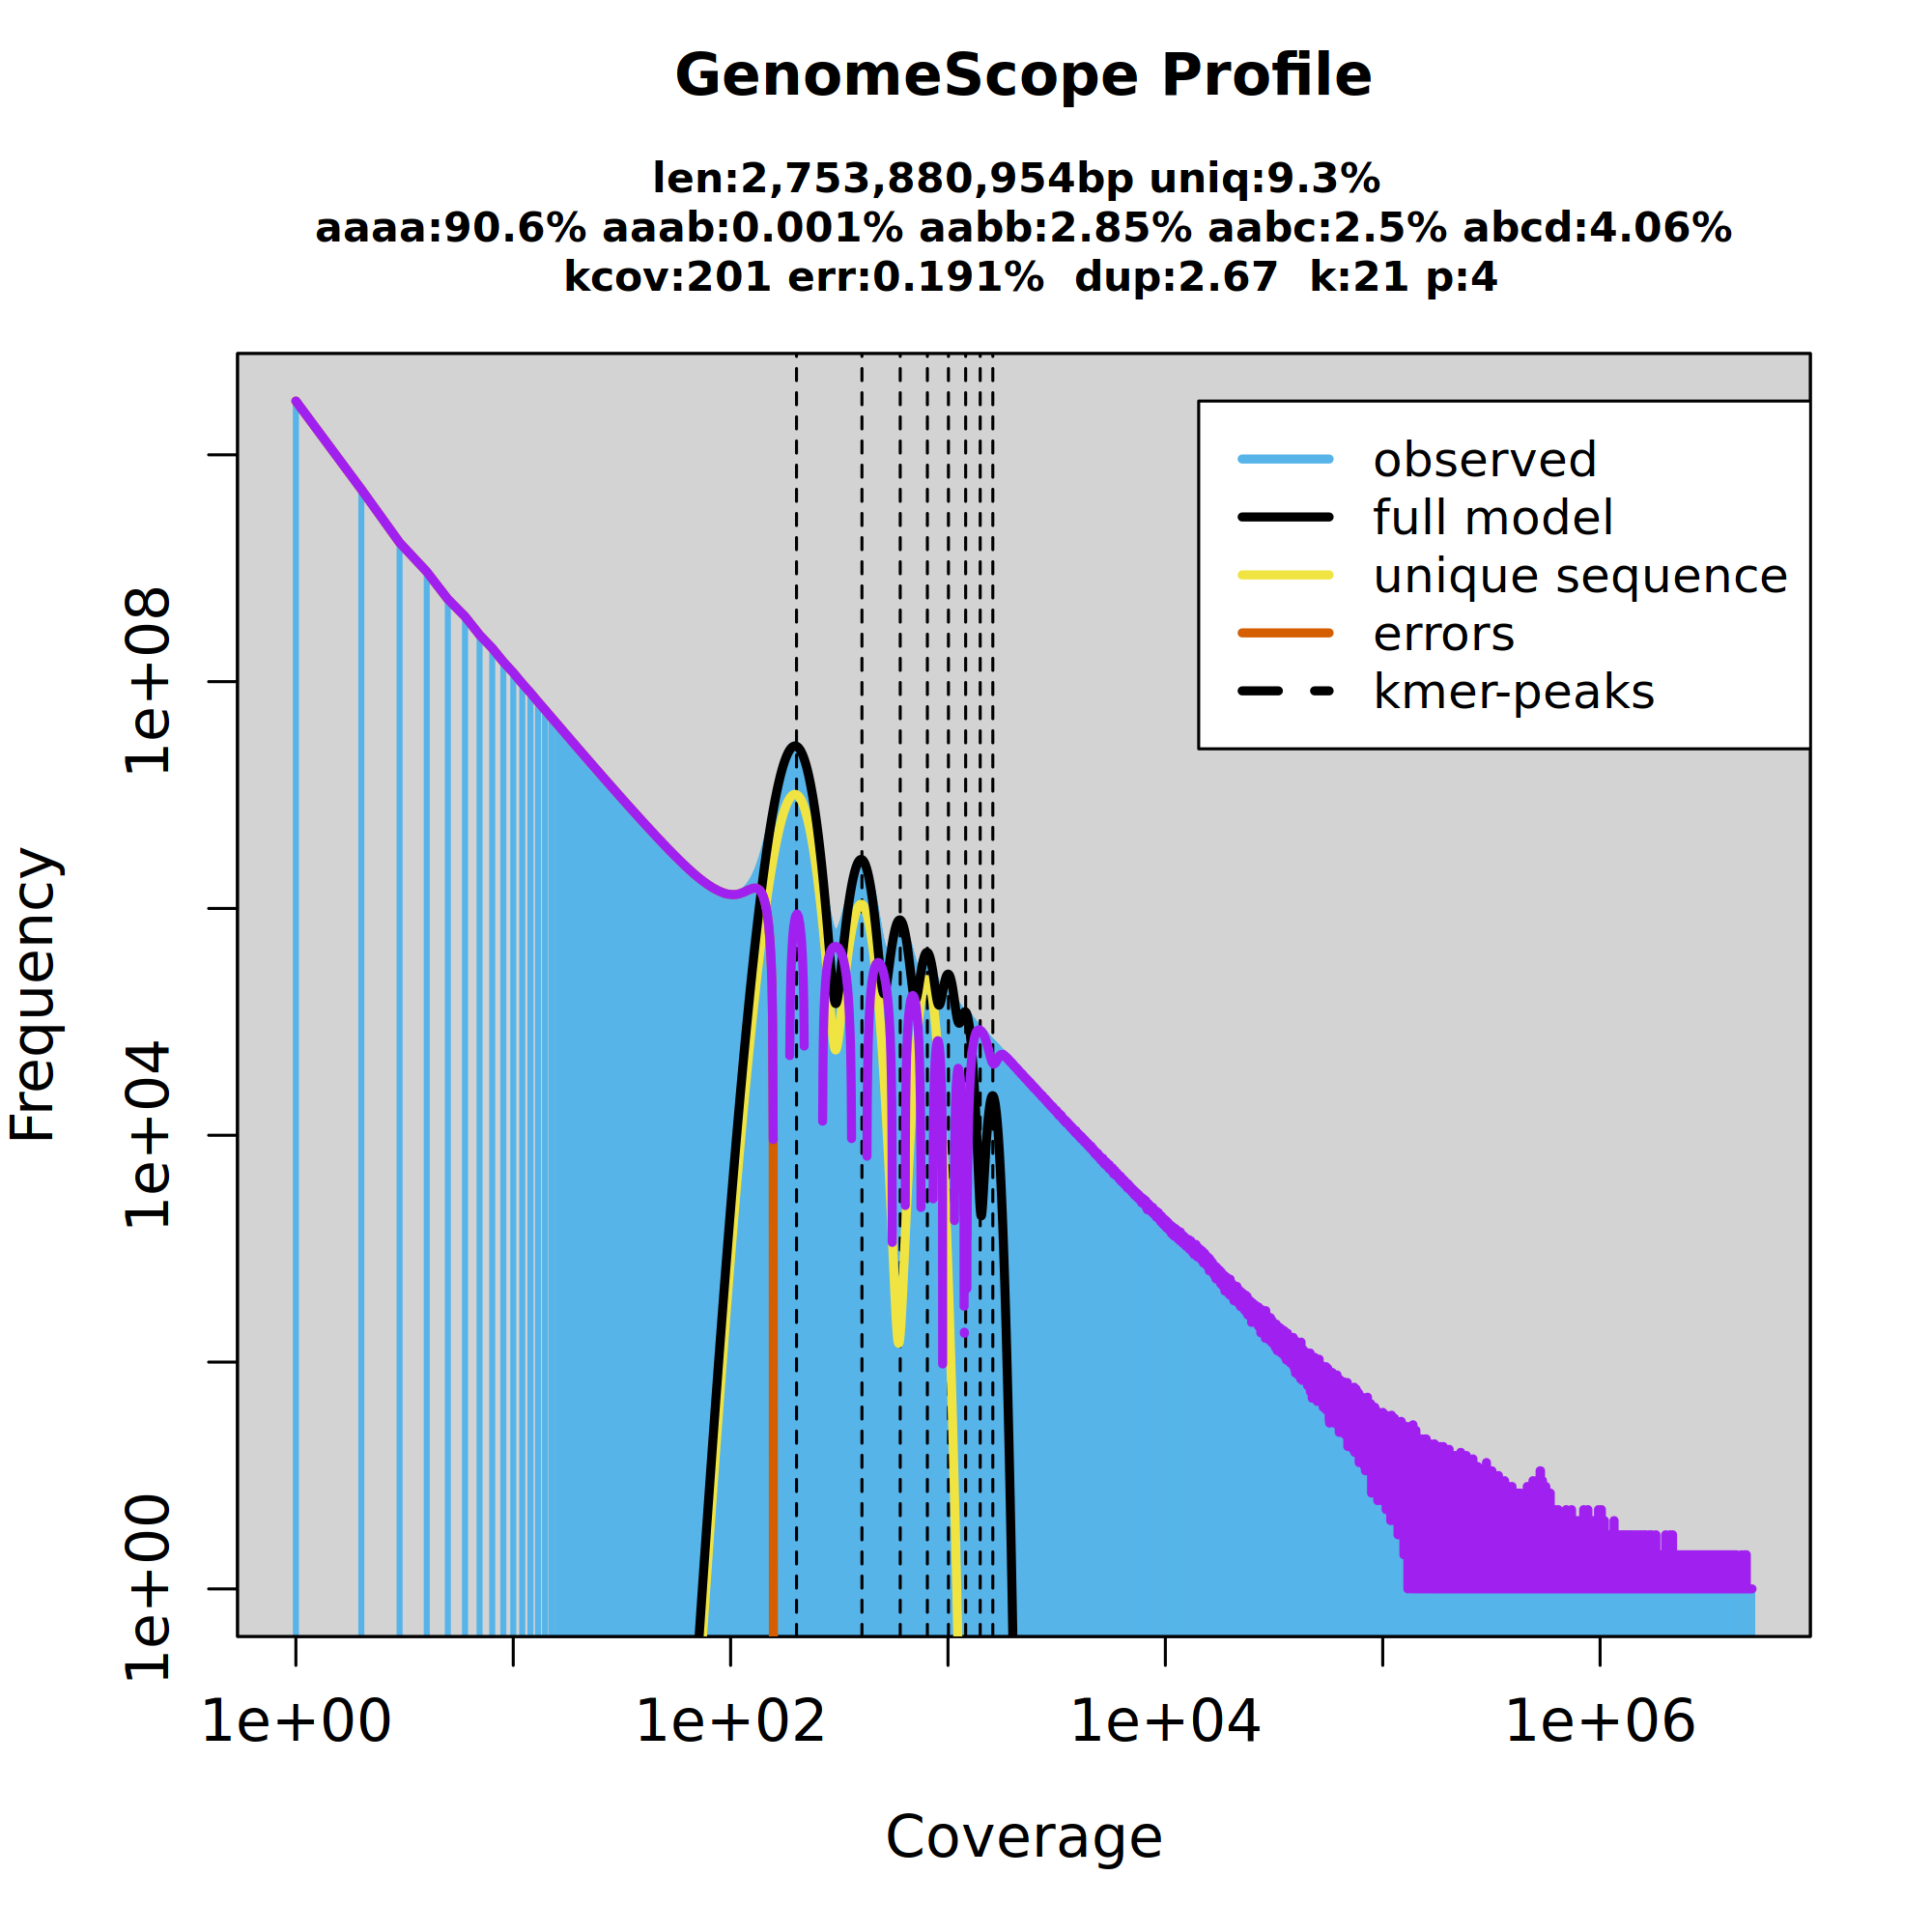 GenomeScope Profile
len:2,753,880,954bp uniq:9.3%
aaaa:90.6% aaab:0.001% aabb:2.85% aabc:2.5% abcd:4.06%
kcov:201 err:0.191% dup:2.67 k:21 p:4
observed
full model
unique sequence
errors
kmer-peaks
Frequency
1e+08
1e+04
1e+00
1e+00 1e+02 1e+04 1e+06
Coverage